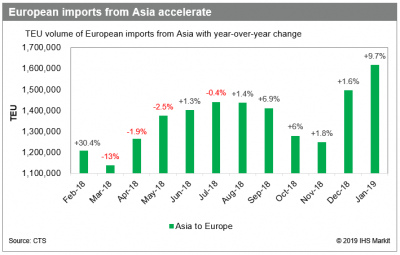 European imports from Asia accelerate
TEU volume of European imports from Asia with year-over-year change
1,700,000
1,600,000
1,500,000
1,400,000
1,300,000
1,200,000
1,100,000
TEU
+30.4%
-13%
-1.9%
-2.5%
+1.3%
-0.4%
+1.4%
+6.9%
+6%
+1.8%
+1.6%
+9.7%
Feb-18
Mar-18
Apr-18
May-18
Jun-18
Jul-18
Aug-18
Sep-18
Oct-18
Nov-18
Dec-18
Jan-19
Asia to Europe
Source: CTS
© 2019 IHS Markit